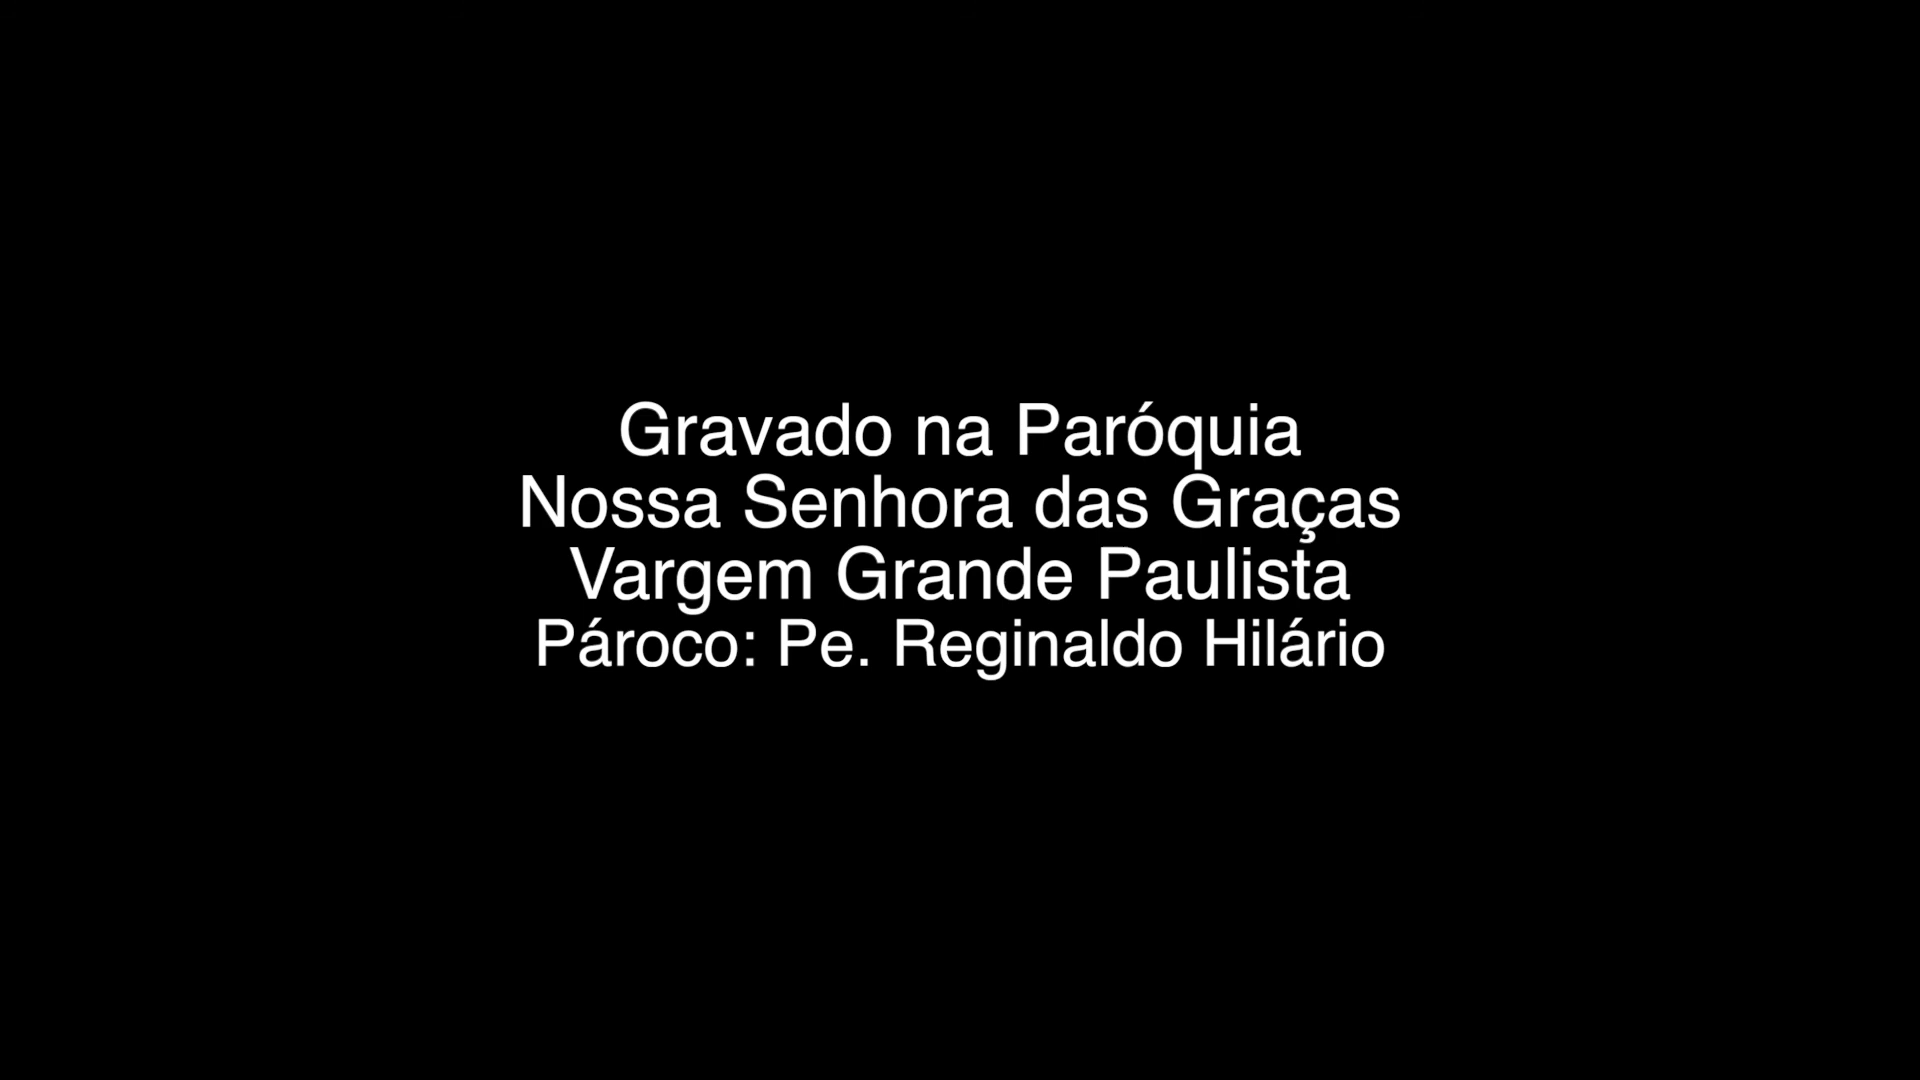 Gravado na Paróquia
Nossa Senhora das Graças
Vargem Grande Paulista
Pároco: Pe. Reginaldo Hilário